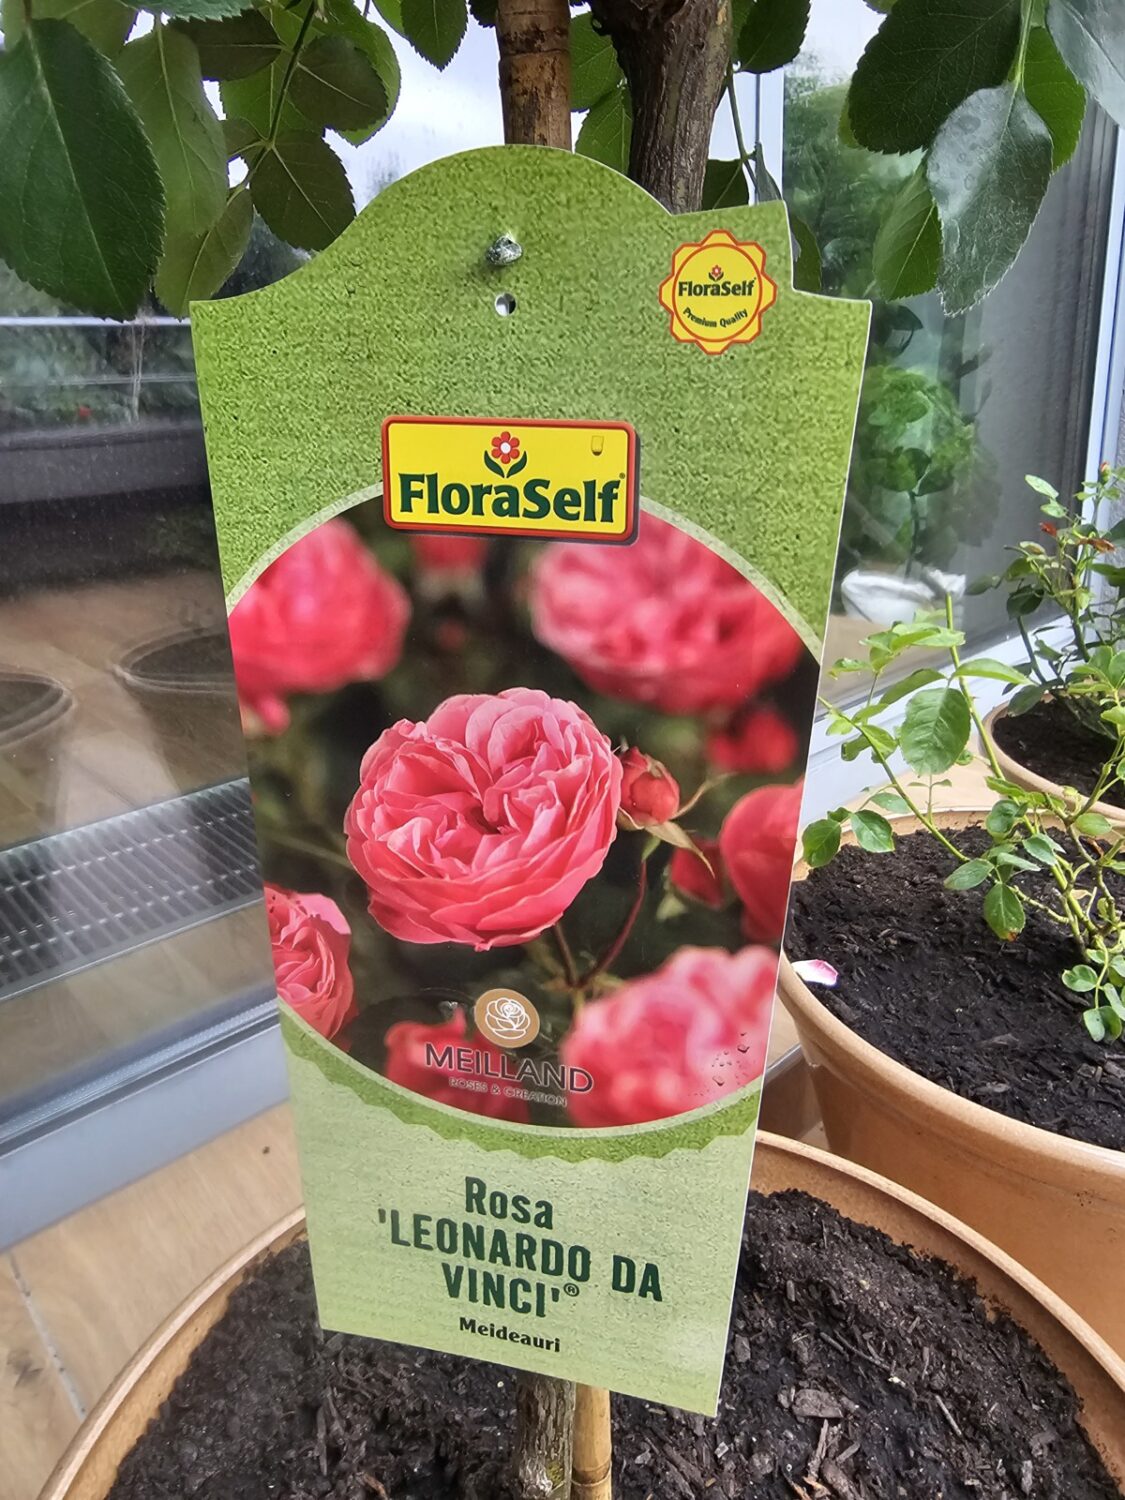 FloraSelf
Premium Quality
FloraSelf®
MEILLAND
ROSES & CREATION
Rosa
'LEONARDO DA
VINCI'®
Meideauri